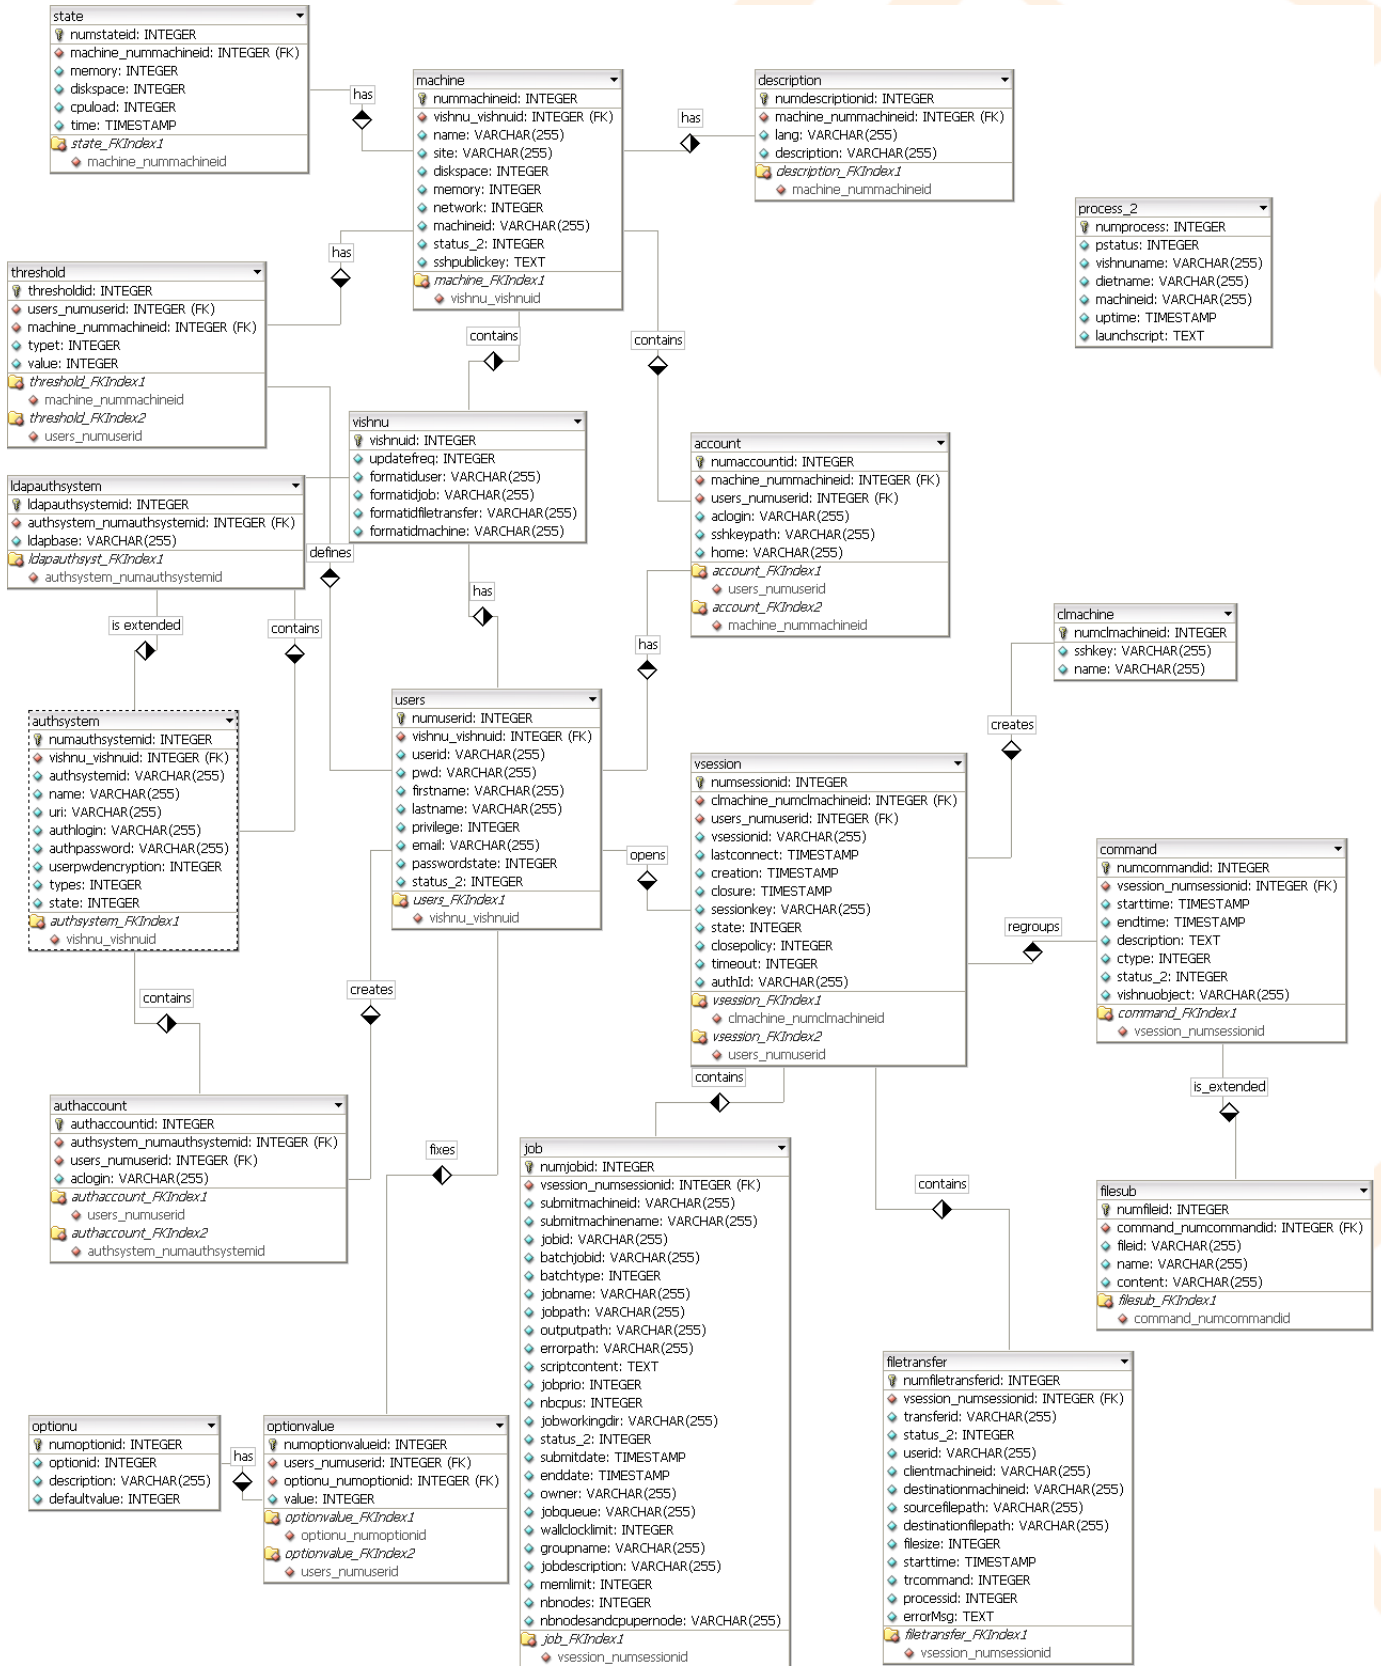 state
numstateid: INTEGER
machine_nummachineid: INTEGER (FK)
memory: INTEGER
diskspace: INTEGER
cpuload: INTEGER
time: TIMESTAMP
state_FKIndex1
machine_nummachineid
has
machine
nummachineid: INTEGER
vishnu_vishnuid: INTEGER (FK)
name: VARCHAR(255)
site: VARCHAR(255)
diskspace: INTEGER
memory: INTEGER
network: INTEGER
machineid: VARCHAR(255)
status_2: INTEGER
sshpublickey: TEXT
machine_FKIndex1
vishnu_vishnuid
has
description
numdescriptionid: INTEGER
machine_nummachineid: INTEGER (FK)
lang: VARCHAR(255)
description: VARCHAR(255)
description_FKIndex1
machine_nummachineid
process_2
numprocess: INTEGER
pstatus: INTEGER
vishnuname: VARCHAR(255)
dietname: VARCHAR(255)
machineid: VARCHAR(255)
uptime: TIMESTAMP
launchscript: TEXT
has
threshold
thresholdid: INTEGER
users_numuserid: INTEGER (FK)
machine_nummachineid: INTEGER (FK)
typet: INTEGER
value: INTEGER
threshold_FKIndex1
machine_nummachineid
threshold_FKIndex2
users_numuserid
contains
contains
vishnu
vishnuid: INTEGER
updatefreq: INTEGER
formatiduser: VARCHAR(255)
formatidjob: VARCHAR(255)
formatidfiletransfer: VARCHAR(255)
formatidmachine: VARCHAR(255)
account
numaccountid: INTEGER
machine_nummachineid: INTEGER (FK)
users_numuserid: INTEGER (FK)
aclogin: VARCHAR(255)
sshkeypath: VARCHAR(255)
home: VARCHAR(255)
account_FKIndex1
users_numuserid
account_FKIndex2
machine_nummachineid
ldapauthsystem
ldapauthsystemid: INTEGER
authsystem_numauthsystemid: INTEGER (FK)
ldapbase: VARCHAR(255)
ldapauthsyst_FKIndex1
authsystem_numauthsystemid
defines
has
is extended
contains
has
clmachine
numclmachineid: INTEGER
sshkey: VARCHAR(255)
name: VARCHAR(255)
creates
authsystem
numauthsystemid: INTEGER
vishnu_vishnuid: INTEGER (FK)
authsystemid: VARCHAR(255)
name: VARCHAR(255)
uri: VARCHAR(255)
authlogin: VARCHAR(255)
authpassword: VARCHAR(255)
userpwdencryption: INTEGER
types: INTEGER
state: INTEGER
authsystem_FKIndex1
vishnu_vishnuid
users
numuserid: INTEGER
vishnu_vishnuid: INTEGER (FK)
userid: VARCHAR(255)
pwd: VARCHAR(255)
firstname: VARCHAR(255)
lastname: VARCHAR(255)
privilege: INTEGER
email: VARCHAR(255)
passwordstate: INTEGER
status_2: INTEGER
users_FKIndex1
vishnu_vishnuid
opens
vsession
numsessionid: INTEGER
clmachine_numclmachineid: INTEGER (FK)
users_numuserid: INTEGER (FK)
vsessionid: VARCHAR(255)
lastconnect: TIMESTAMP
creation: TIMESTAMP
closure: TIMESTAMP
sessionkey: VARCHAR(255)
state: INTEGER
closepolicy: INTEGER
timeout: INTEGER
authId: INTEGER
vsession_FKIndex1
clmachine_numclmachineid
vsession_FKIndex2
users_numuserid
regroups
command
numcommandid: INTEGER
vsession_numsessionid: INTEGER (FK)
starttime: TIMESTAMP
endtime: TIMESTAMP
description: TEXT
ctype: INTEGER
status_2: INTEGER
vishnuobject: VARCHAR(255)
command_FKIndex1
vsession_numsessionid
contains
creates
contains
is_extended
authaccount
authaccountid: INTEGER
authsystem_numauthsystemid: INTEGER (FK)
users_numuserid: INTEGER (FK)
aclogin: VARCHAR(255)
authaccount_FKIndex1
users_numuserid
authaccount_FKIndex2
authsystem_numauthsystemid
fixes
job
numjobid: INTEGER
vsession_numsessionid: INTEGER (FK)
submitmachineid: VARCHAR(255)
submitmachinename: VARCHAR(255)
jobid: VARCHAR(255)
batchjobid: VARCHAR(255)
batchtype: INTEGER
jobname: VARCHAR(255)
jobpath: VARCHAR(255)
outputpath: VARCHAR(255)
errorpath: VARCHAR(255)
scriptcontent: TEXT
jobprio: INTEGER
nbcpus: INTEGER
jobworkingdir: VARCHAR(255)
status_2: INTEGER
submitdate: TIMESTAMP
enddate: TIMESTAMP
owner: VARCHAR(255)
jobqueue: VARCHAR(255)
wallclocklimit: INTEGER
groupname: VARCHAR(255)
jobdescription: VARCHAR(255)
memlimit: INTEGER
nbnodes: INTEGER
nbnodesandcpupernode: VARCHAR(255)
job_FKIndex1
vsession_numsessionid
contains
filesub
numfileid: INTEGER
command_numcommandid: INTEGER (FK)
fileid: VARCHAR(255)
name: VARCHAR(255)
content: VARCHAR(255)
filesub_FKIndex1
command_numcommandid
filetransfer
numfiletransferid: INTEGER
vsession_numsessionid: INTEGER (FK)
transferid: VARCHAR(255)
status_2: INTEGER
userid: VARCHAR(255)
clientmachineid: VARCHAR(255)
destinationmachineid: VARCHAR(255)
sourcefilepath: VARCHAR(255)
destinationfilepath: VARCHAR(255)
filesize: INTEGER
starttime: TIMESTAMP
trcommand: INTEGER
processid: INTEGER
errorMsg: TEXT
filetransfer_FKIndex1
vsession_numsessionid
optionu
numoptionid: INTEGER
optionid: INTEGER
description: VARCHAR(255)
defaultvalue: INTEGER
has
optionvalue
numoptionvalueid: INTEGER
users_numuserid: INTEGER (FK)
optionu_numoptionid: INTEGER (FK)
value: INTEGER
optionvalue_FKIndex1
optionu_numoptionid
optionvalue_FKIndex2
users_numuserid